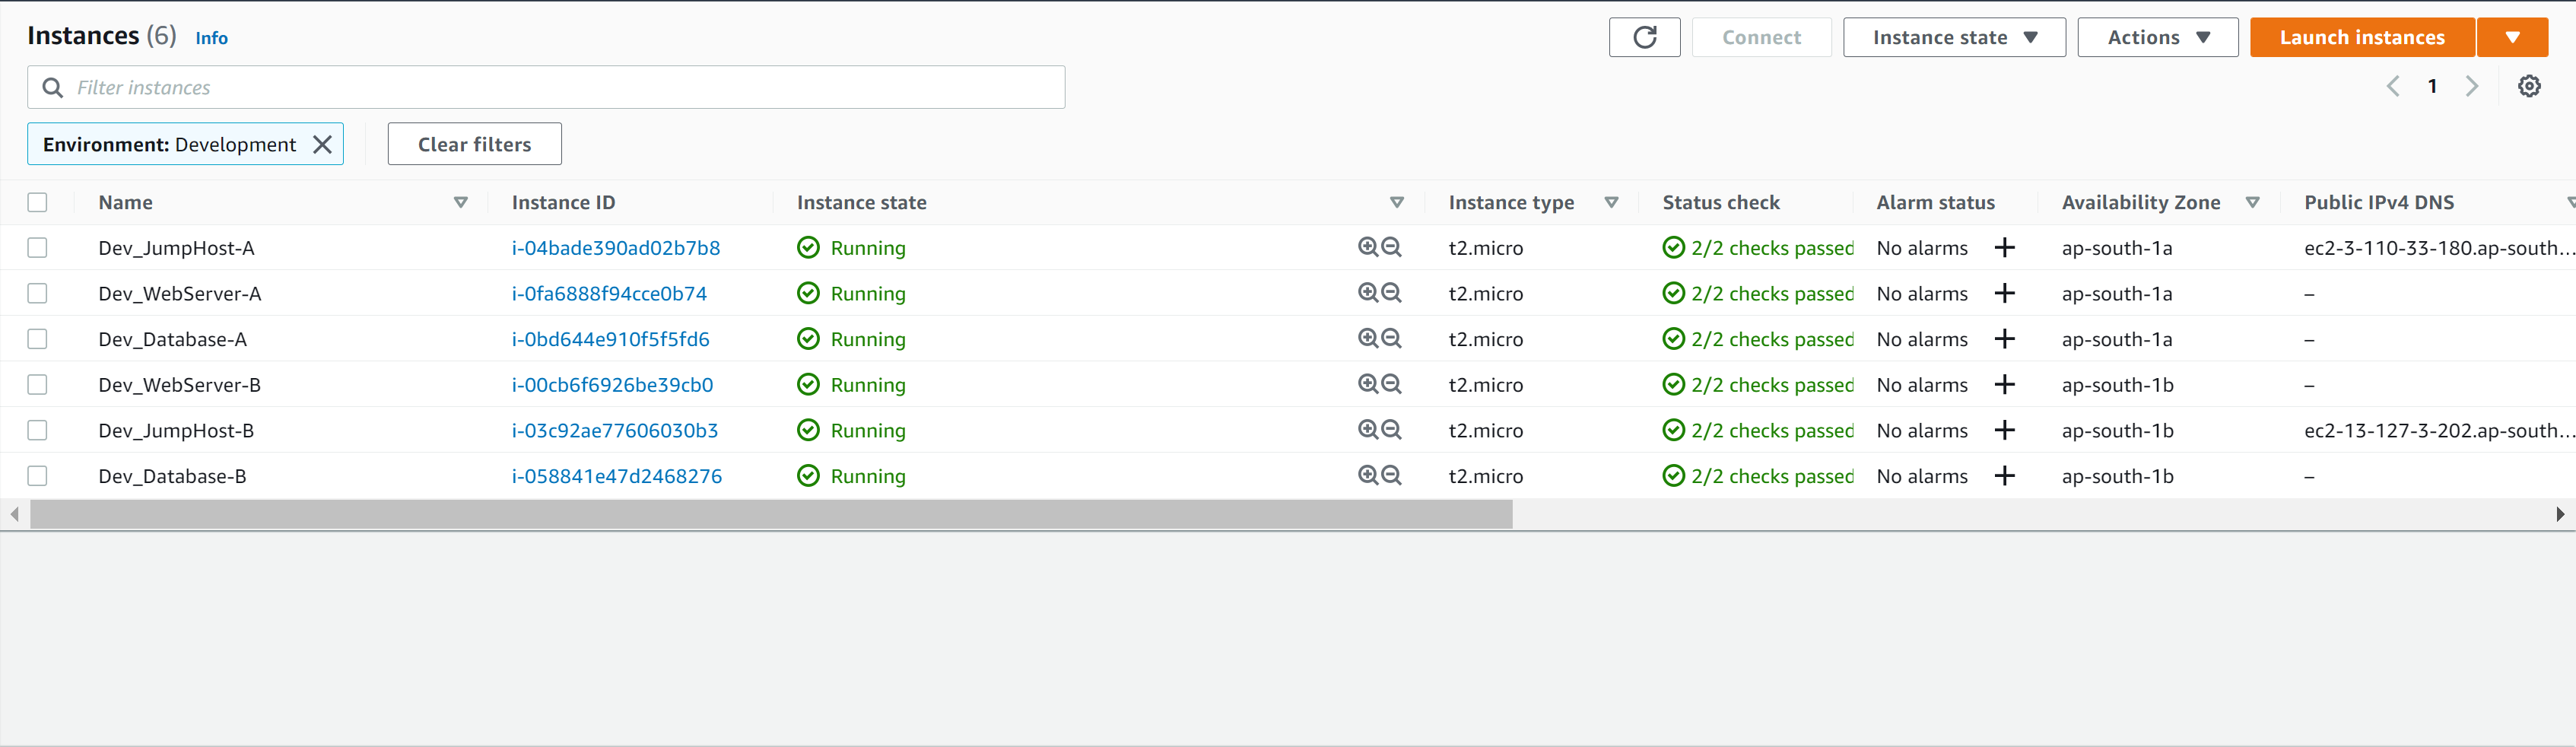 Instances (6) Info
Connect Instance state Actions Launch instances
Filter instances
1
Environment: Development Clear filters
Name Instance ID Instance state Instance type Status check Alarm status Availability Zone Public IPv4 DNS
Dev_JumpHost-A i-04bade390ad02b7b8 Running t2.micro 2/2 checks passed No alarms + ap-south-1a ec2-3-110-33-180.ap-south...
Dev_WebServer-A i-0fa6888f94cce0b74 Running t2.micro 2/2 checks passed No alarms + ap-south-1a –
Dev_Database-A i-0bd644e910f5f5fd6 Running t2.micro 2/2 checks passed No alarms + ap-south-1a –
Dev_WebServer-B i-00cb6f6926be39cb0 Running t2.micro 2/2 checks passed No alarms + ap-south-1b –
Dev_JumpHost-B i-03c92ae77606030b3 Running t2.micro 2/2 checks passed No alarms + ap-south-1b ec2-13-127-3-202.ap-south...
Dev_Database-B i-058841e47d2468276 Running t2.micro 2/2 checks passed No alarms + ap-south-1b –